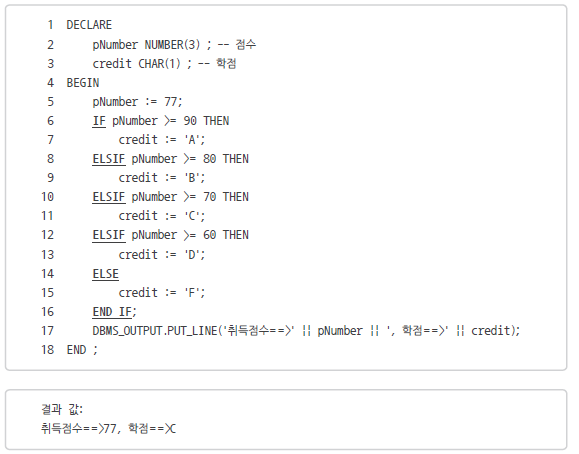 1 DECLARE
2 pNumber NUMBER(3) ; -- 점수
3 credit CHAR(1) ; -- 학점
4 BEGIN
5 pNumber := 77;
6 IF pNumber >= 90 THEN
7 credit := 'A';
8 ELSIF pNumber >= 80 THEN
9 credit := 'B';
10 ELSIF pNumber >= 70 THEN
11 credit := 'C';
12 ELSIF pNumber >= 60 THEN
13 credit := 'D';
14 ELSE
15 credit := 'F';
16 END IF;
17 DBMS_OUTPUT.PUT_LINE('취득점수==>' || pNumber || ', 학점==>' || credit);
18 END ;
결과 값:
취득점수==>77, 학점==>C